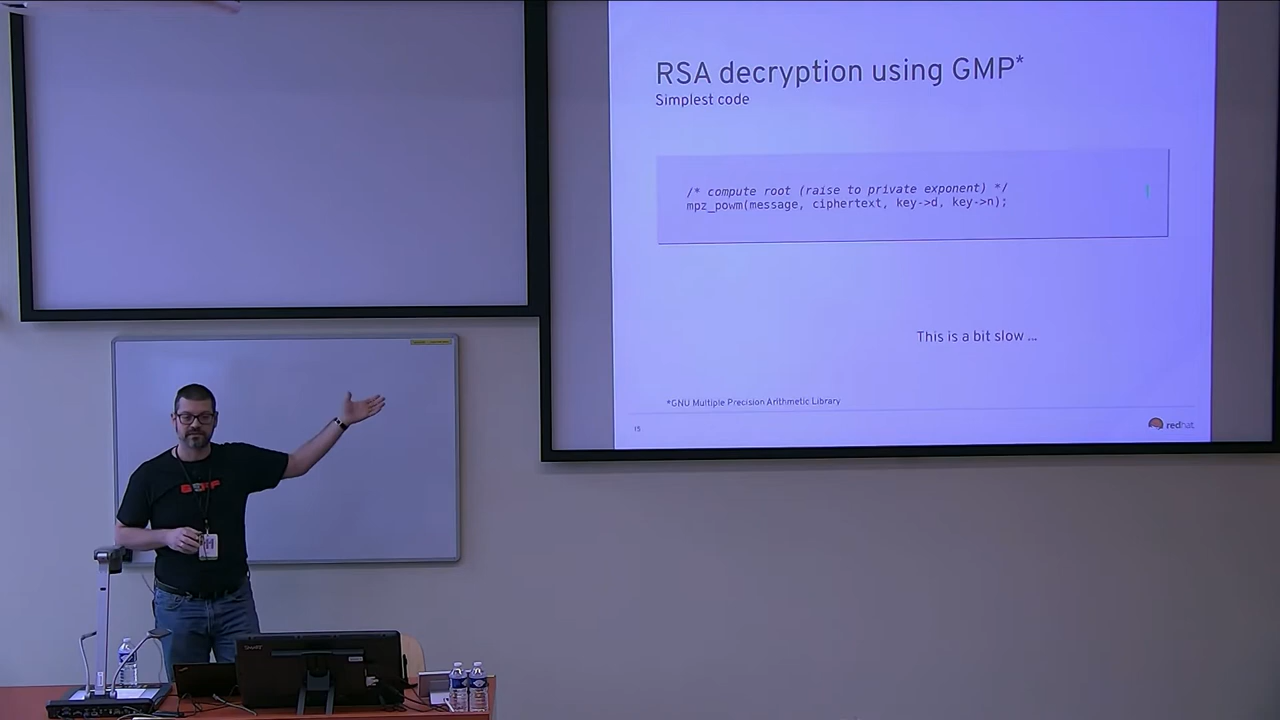 RSA decryption using GMP*
Simplest code
/* compute root (raise to private exponent) */
mpz_powm(message, ciphertext, key->d, key->n);
This is a bit slow ...
*GNU Multiple Precision Arithmetic Library
15
redhat